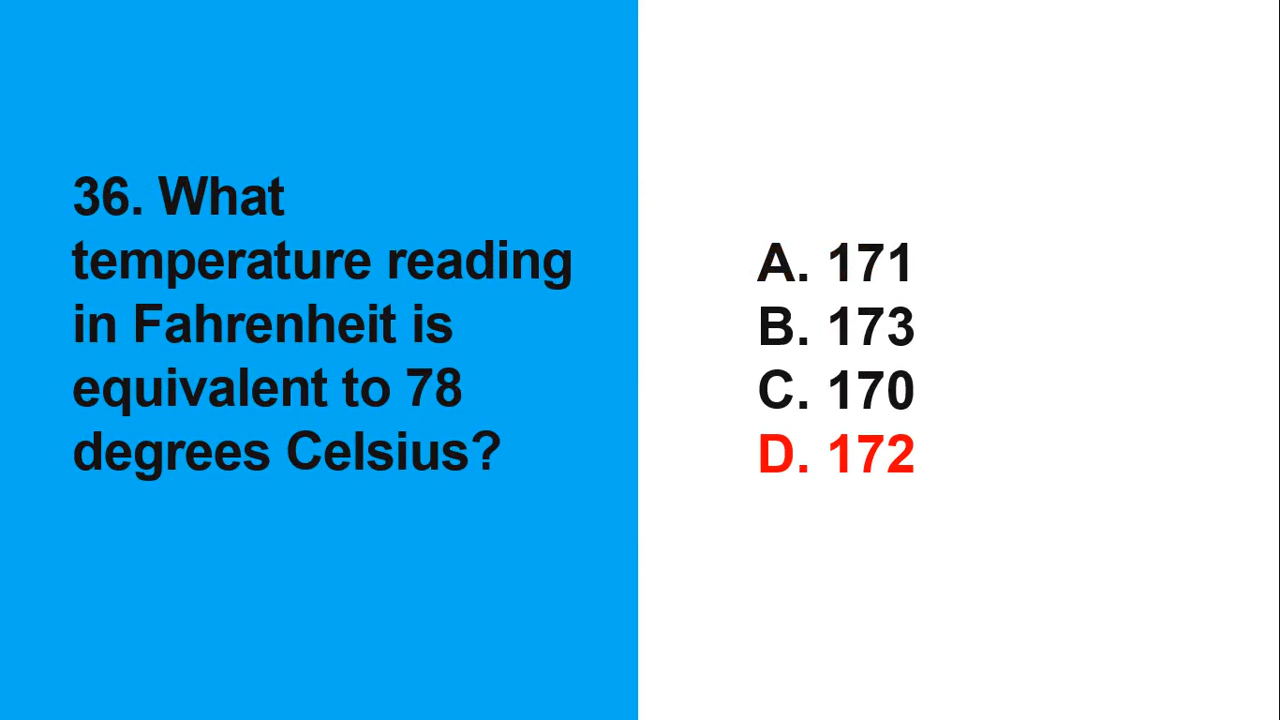 36. What
temperature reading
in Fahrenheit is
equivalent to 78
degrees Celsius?
A. 171
B. 173
C. 170
D. 172